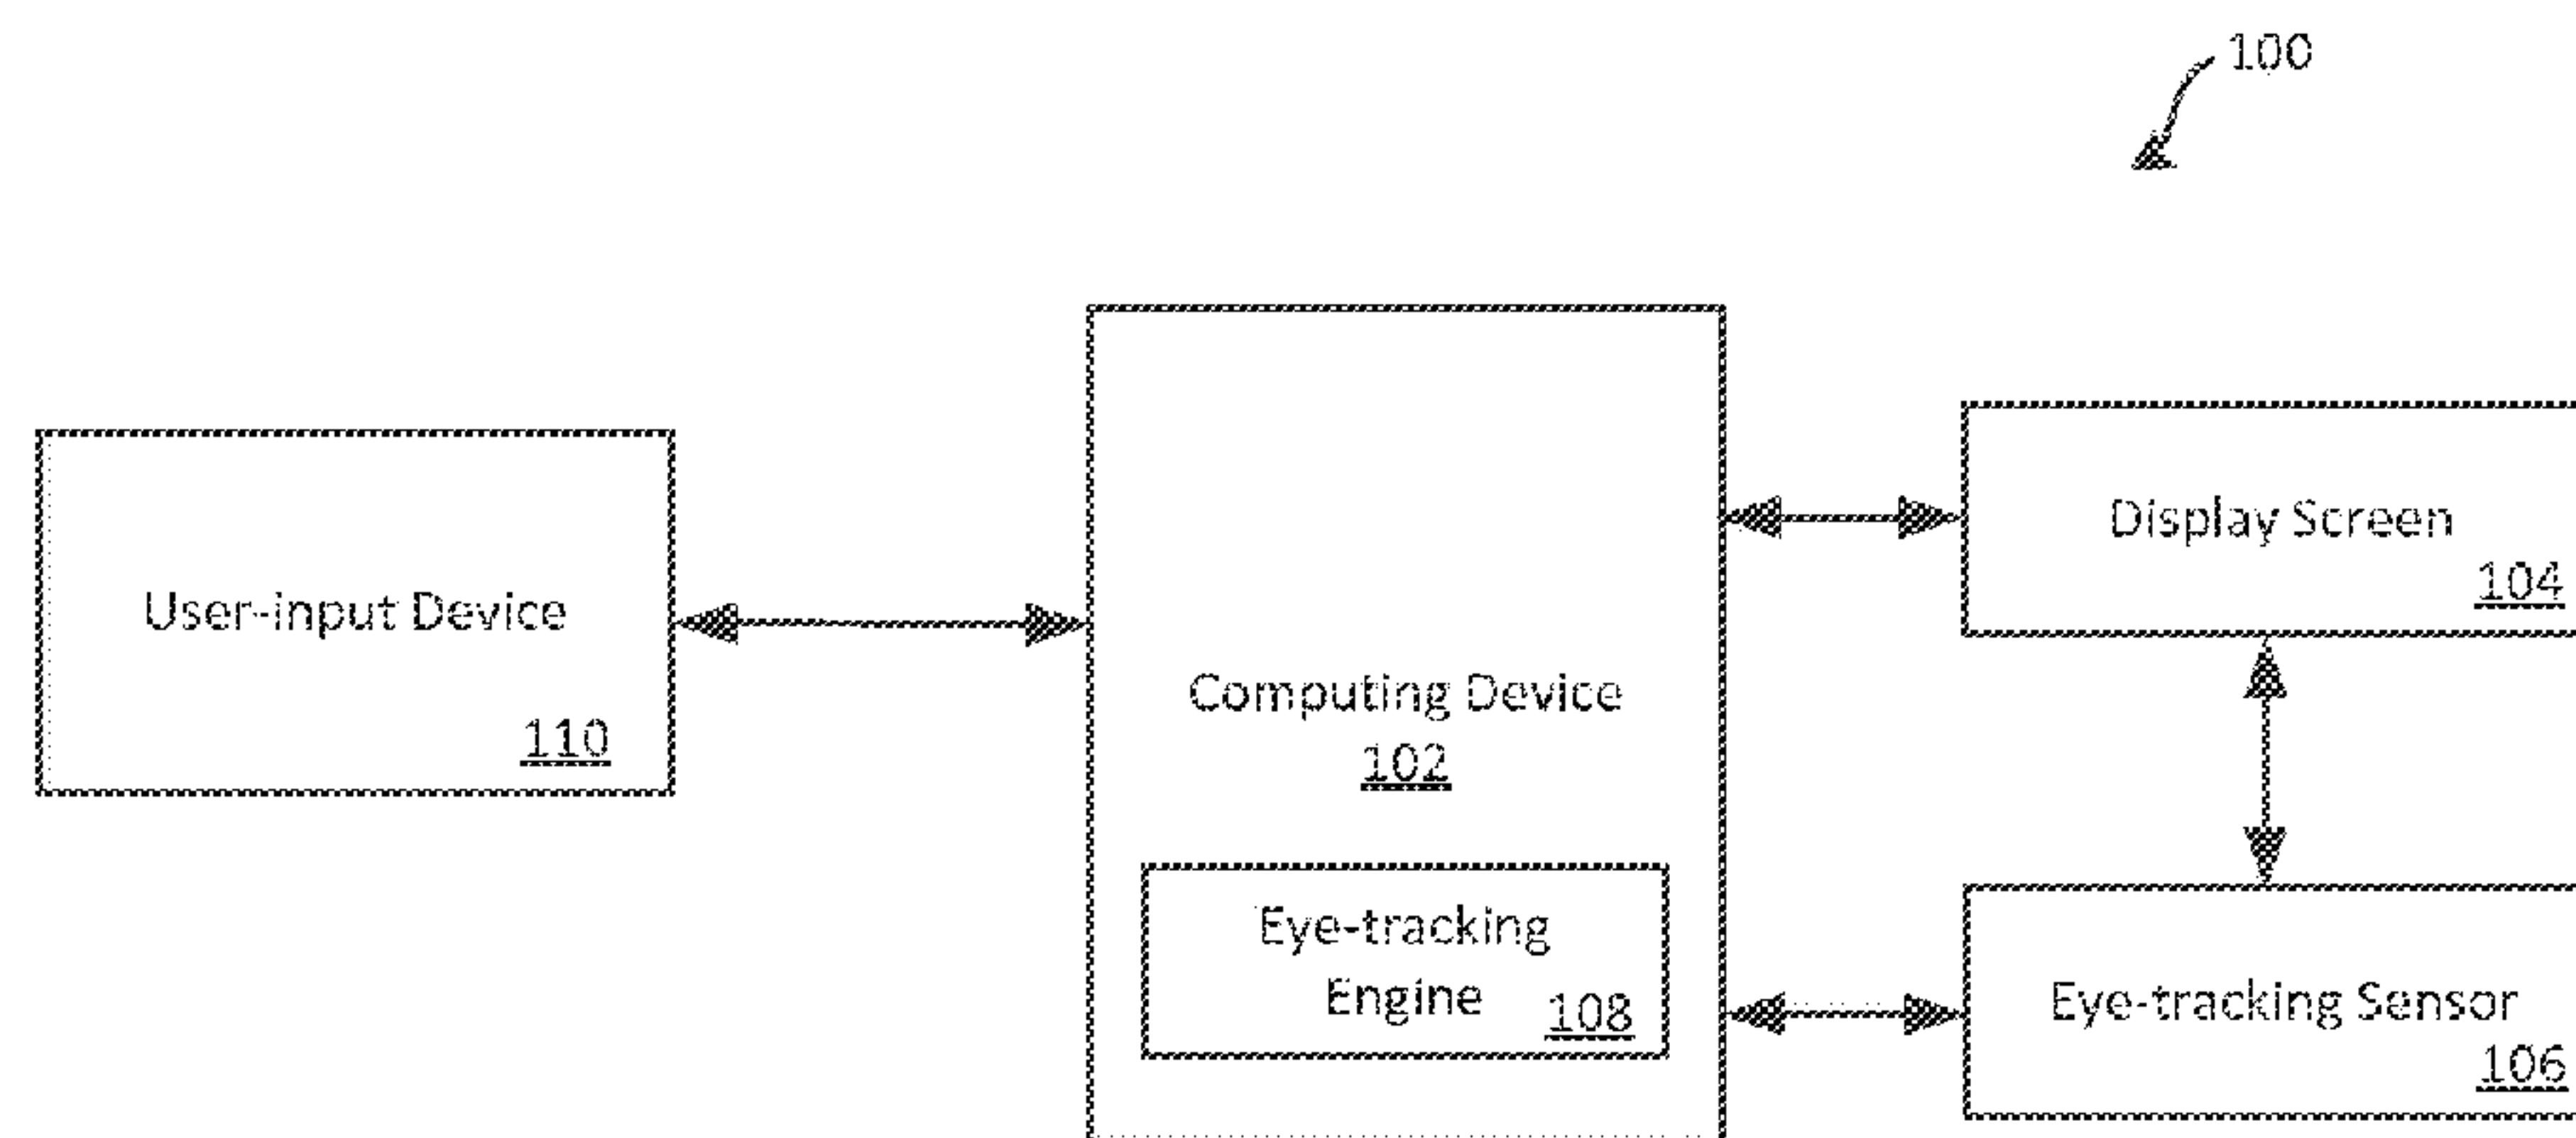 100
User-input Device
110
Computing Device
102
Eye-tracking
Engine
108
Display Screen
104
Eye-tracking Sensor
106